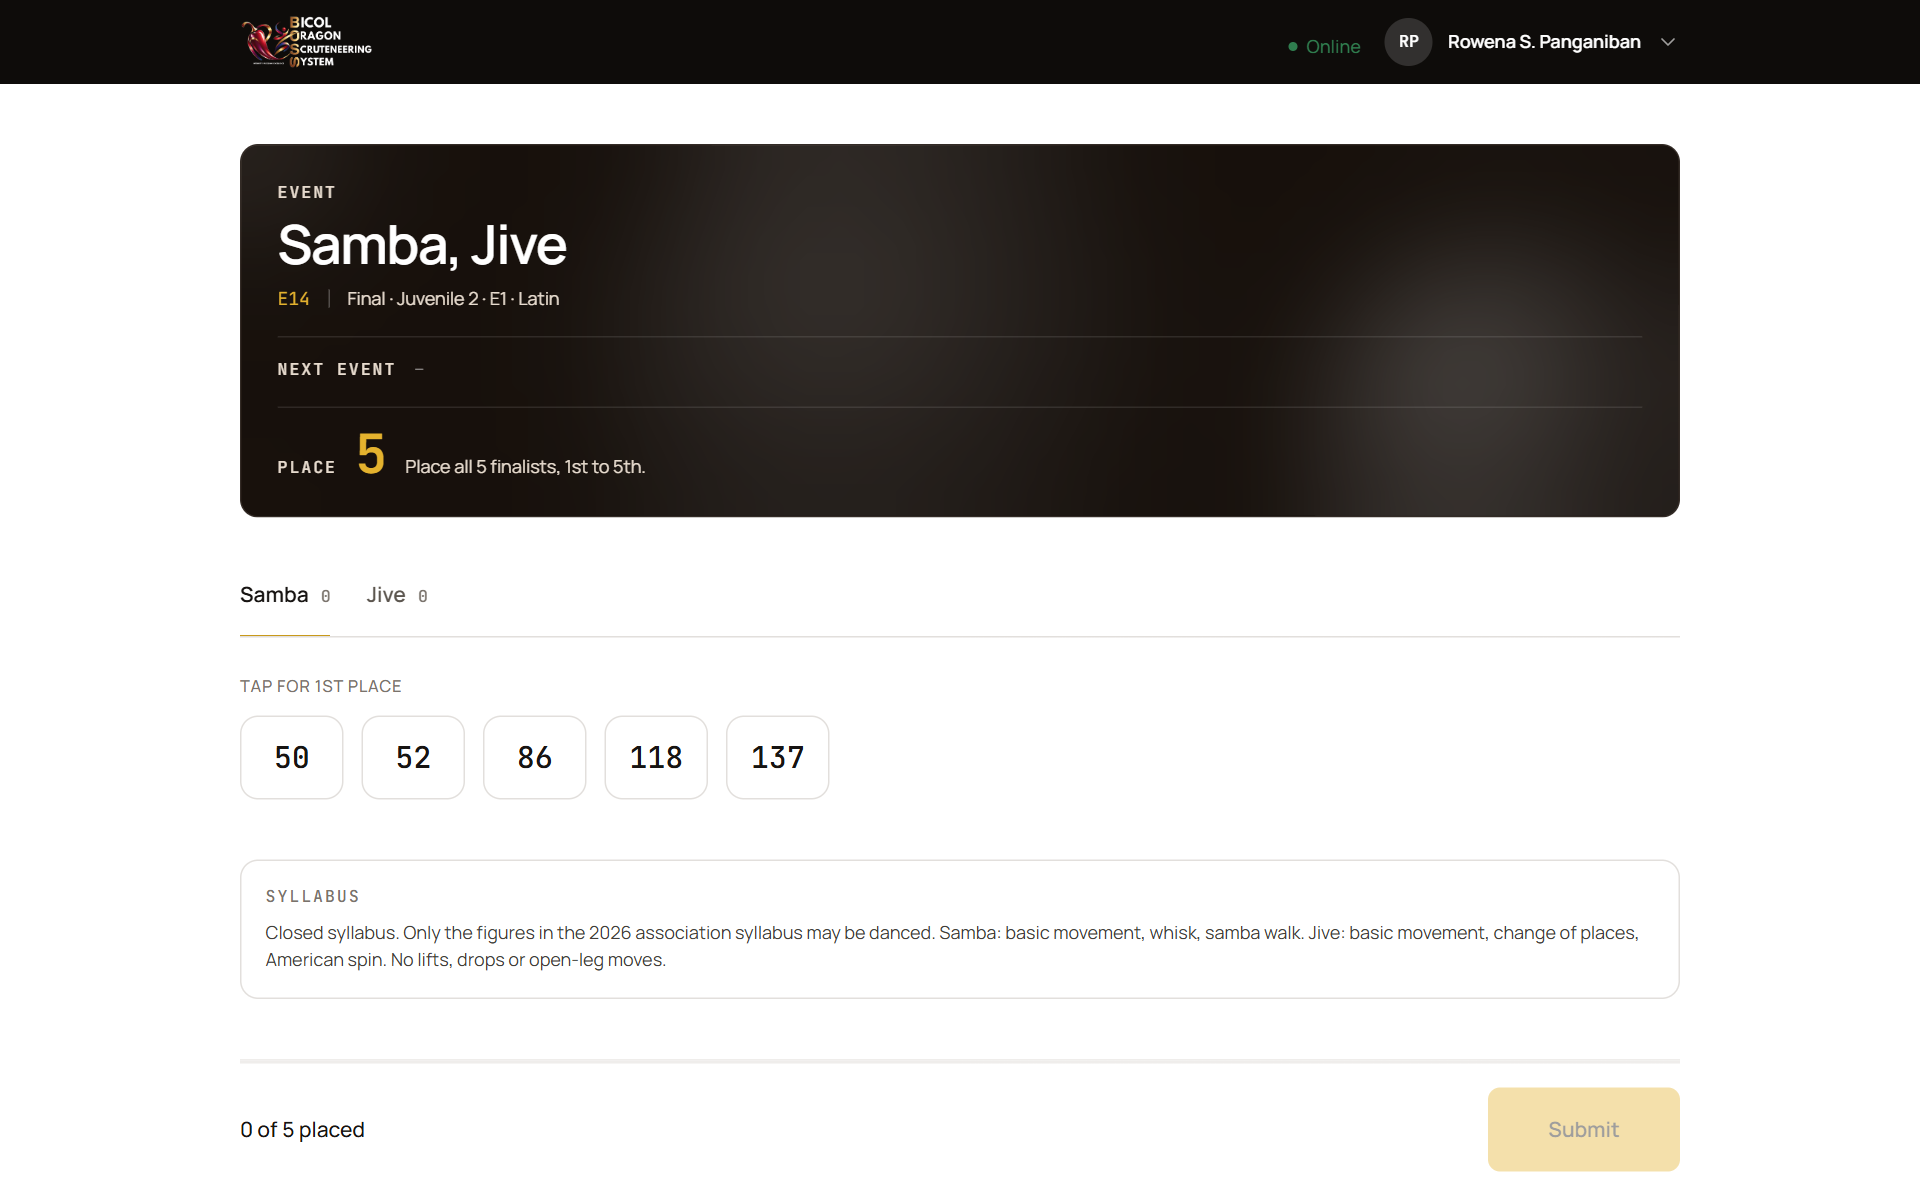 BICOL
DRAGON
SCRUTENEERING
SYSTEM
Online
RP
Rowena S. Panganiban
EVENT
Samba, Jive
E14
Final · Juvenile 2 · E1 · Latin
NEXT EVENT –
PLACE 5 Place all 5 finalists, 1st to 5th.
Samba 0 Jive 0
TAP FOR 1ST PLACE
50 52 86 118 137
SYLLABUS
Closed syllabus. Only the figures in the 2026 association syllabus may be danced. Samba: basic movement, whisk, samba walk. Jive: basic movement, change of places,
American spin. No lifts, drops or open-leg moves.
0 of 5 placed
Submit